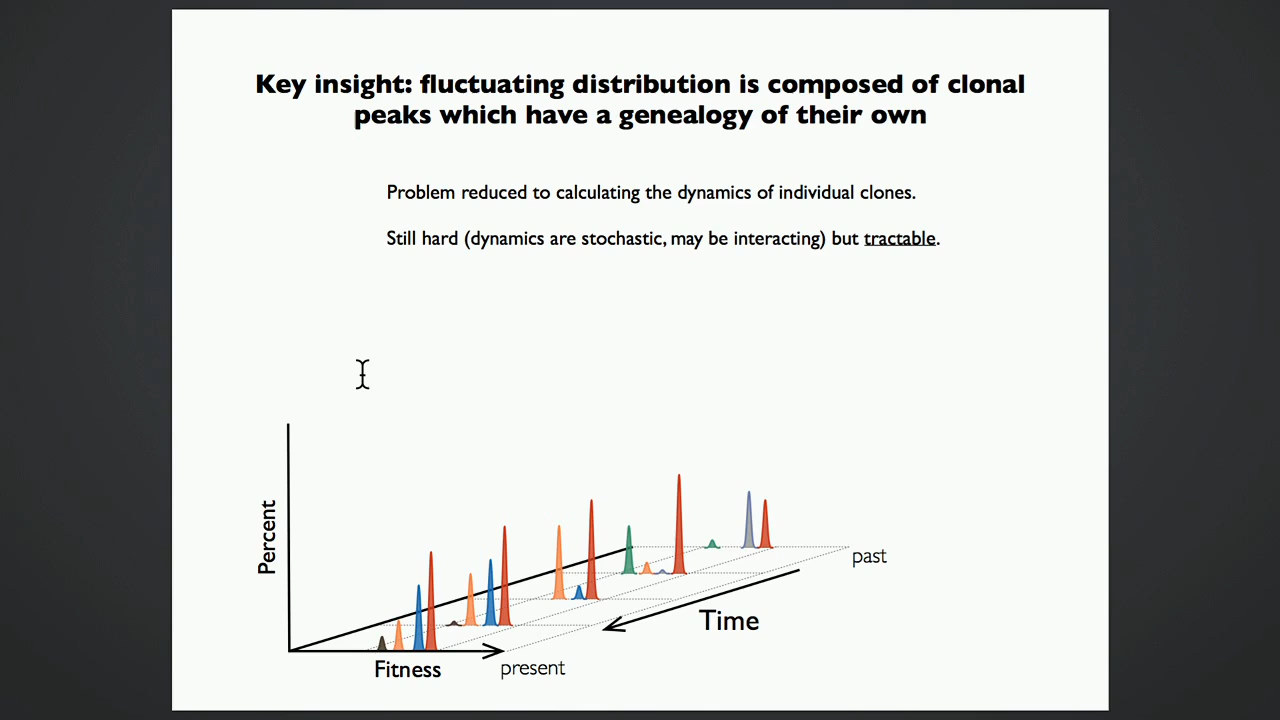 Key insight: fluctuating distribution is composed of clonal
peaks which have a genealogy of their own
Problem reduced to calculating the dynamics of individual clones.
Still hard (dynamics are stochastic, may be interacting) but tractable.
Percent
past
Time
Fitness
present